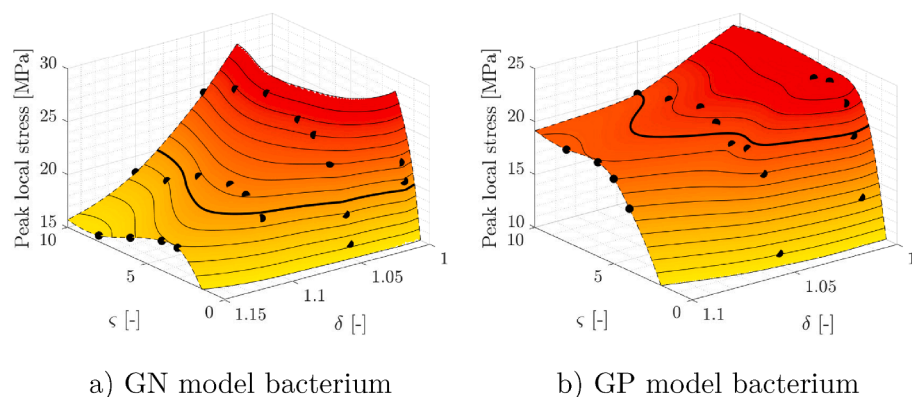 Peak local stress [MPa]
30
25
20
15
10
5
0
ς [-]
1.15
1.1
1.05
1
δ [-]
a) GN model bacterium
Peak local stress [MPa]
25
20
15
10
10
5
0
ς [-]
1.1
1.05
1
δ [-]
b) GP model bacterium